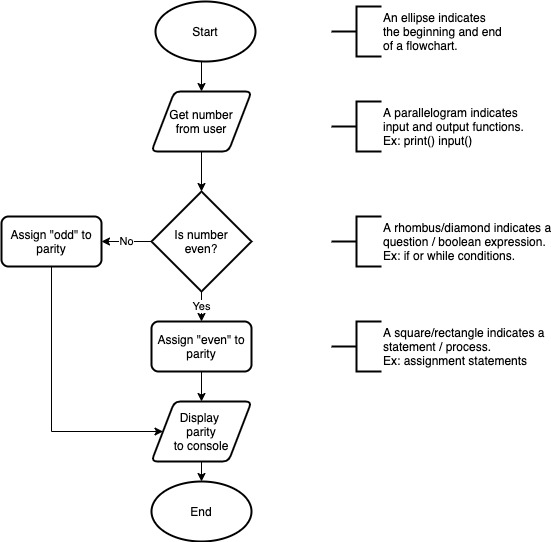 Start
An ellipse indicates
the beginning and end
of a flowchart.
Get number
from user
A parallelogram indicates
input and output functions.
Ex: print() input()
Assign "odd" to
parity
No
Is number
even?
A rhombus/diamond indicates a
question / boolean expression.
Ex: if or while conditions.
Yes
Assign "even" to
parity
A square/rectangle indicates a
statement / process.
Ex: assignment statements
Display
parity
to console
End